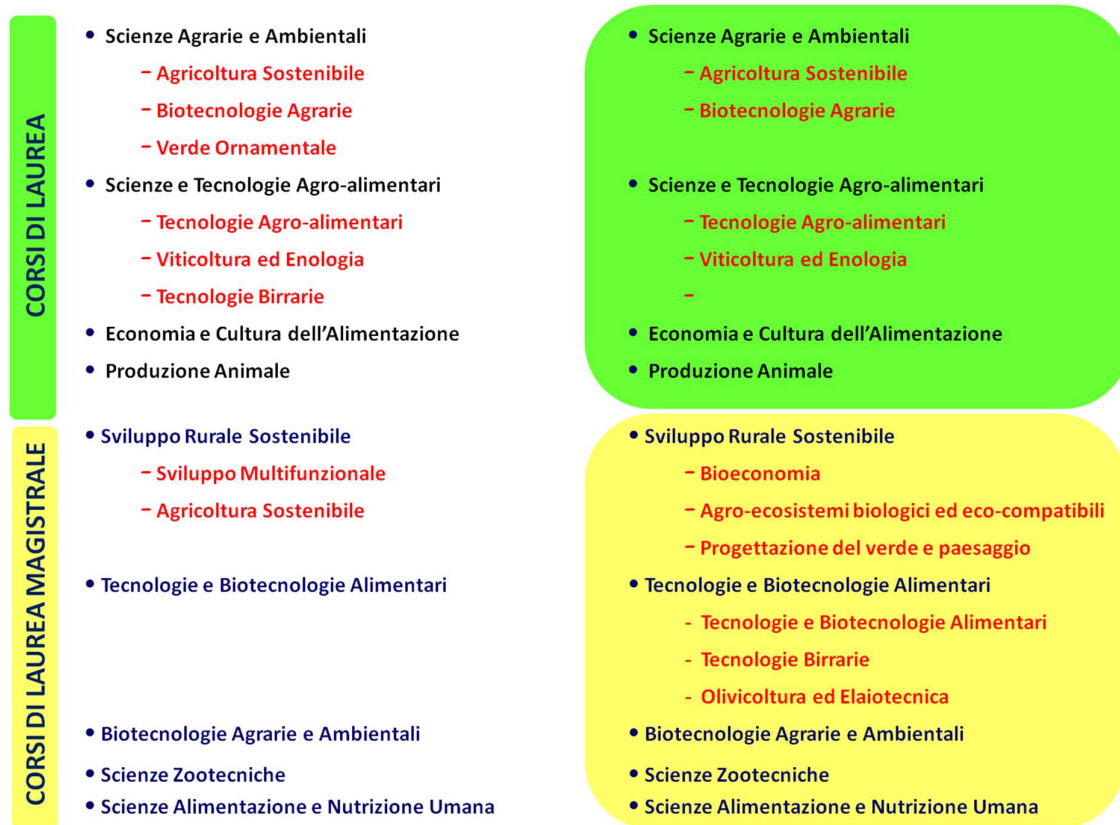 CORSI DI LAUREA
• Scienze Agrarie e Ambientali
– Agricoltura Sostenibile
– Biotecnologie Agrarie
– Verde Ornamentale
• Scienze e Tecnologie Agro-alimentari
– Tecnologie Agro-alimentari
– Viticoltura ed Enologia
– Tecnologie Birrarie
• Economia e Cultura dell’Alimentazione
• Produzione Animale
• Scienze Agrarie e Ambientali
– Agricoltura Sostenibile
– Biotecnologie Agrarie
• Scienze e Tecnologie Agro-alimentari
– Tecnologie Agro-alimentari
– Viticoltura ed Enologia
–
• Economia e Cultura dell’Alimentazione
• Produzione Animale
CORSI DI LAUREA MAGISTRALE
• Sviluppo Rurale Sostenibile
– Sviluppo Multifunzionale
– Agricoltura Sostenibile
• Tecnologie e Biotecnologie Alimentari
• Biotecnologie Agrarie e Ambientali
• Scienze Zootecniche
• Scienze Alimentazione e Nutrizione Umana
• Sviluppo Rurale Sostenibile
– Bioeconomia
– Agro-ecosistemi biologici ed eco-compatibili
– Progettazione del verde e paesaggio
• Tecnologie e Biotecnologie Alimentari
- Tecnologie e Biotecnologie Alimentari
- Tecnologie Birrarie
- Olivicoltura ed Elaiotecnica
• Biotecnologie Agrarie e Ambientali
• Scienze Zootecniche
• Scienze Alimentazione e Nutrizione Umana